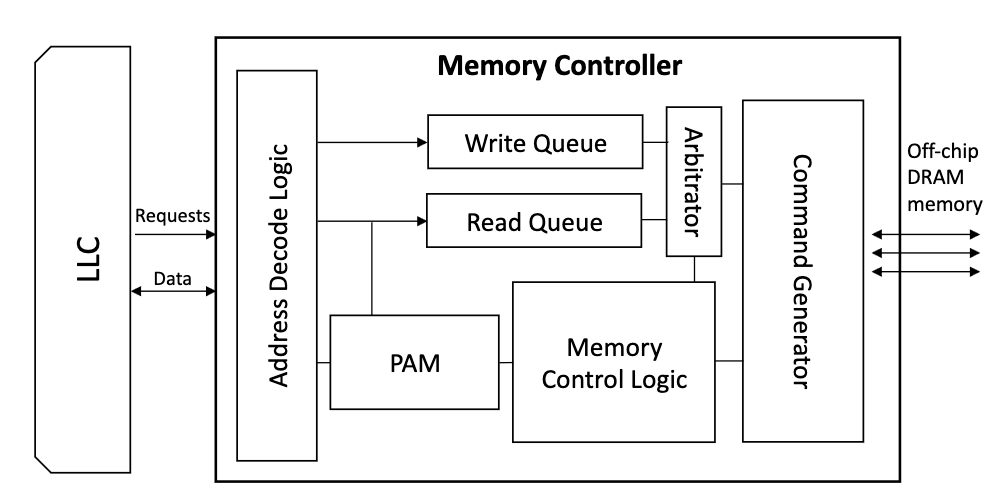 Memory Controller
LLC
Requests
Data
Address Decode Logic
Write Queue
Read Queue
PAM
Arbitrator
Memory
Control Logic
Command Generator
Off-chip
DRAM
memory